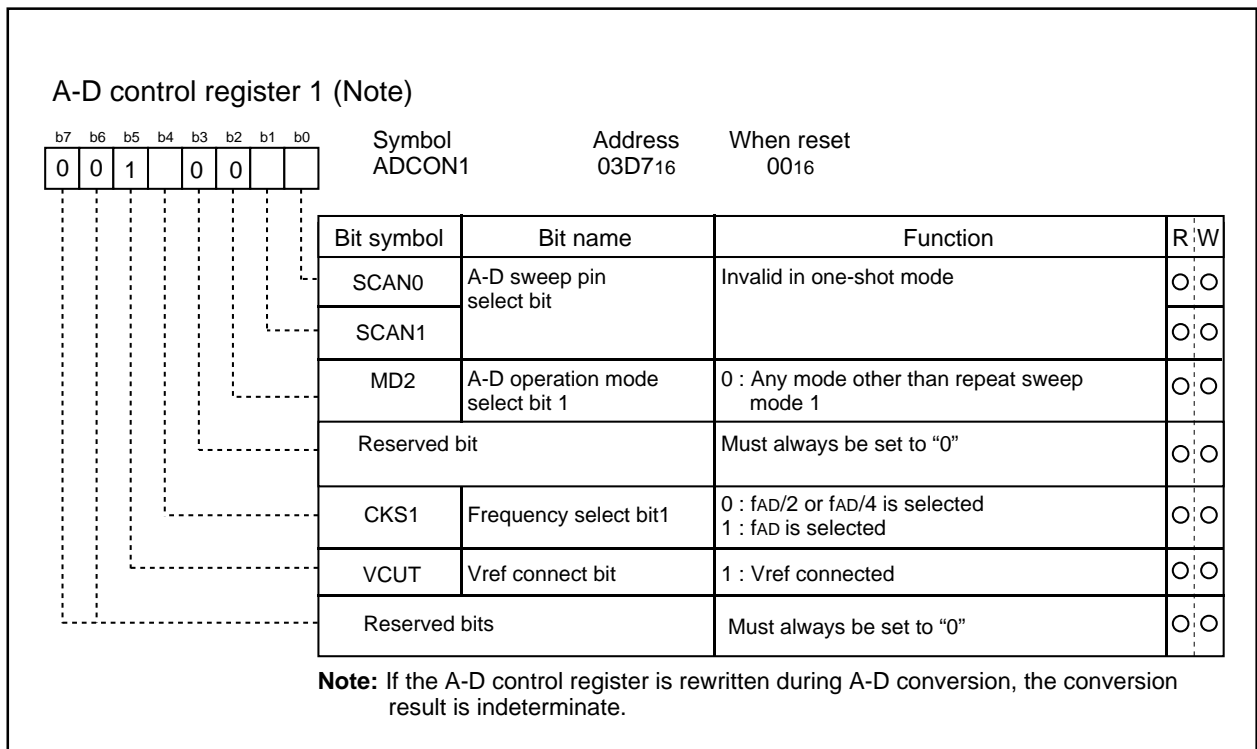 A-D control register 1 (Note)
b7 b6 b5 b4 b3 b2 b1 b0
0 0 1 0 0
Symbol Address When reset
ADCON1 03D716 0016
Bit symbol Bit name Function R W
SCAN0 A-D sweep pin select bit Invalid in one-shot mode O O
SCAN1 O O
MD2 A-D operation mode select bit 1 0 : Any mode other than repeat sweep mode 1 O O
Reserved bit Must always be set to “0” O O
CKS1 Frequency select bit1 0 : fAD/2 or fAD/4 is selected
1 : fAD is selected O O
VCUT Vref connect bit 1 : Vref connected O O
Reserved bits Must always be set to “0” O O
Note: If the A-D control register is rewritten during A-D conversion, the conversion
result is indeterminate.